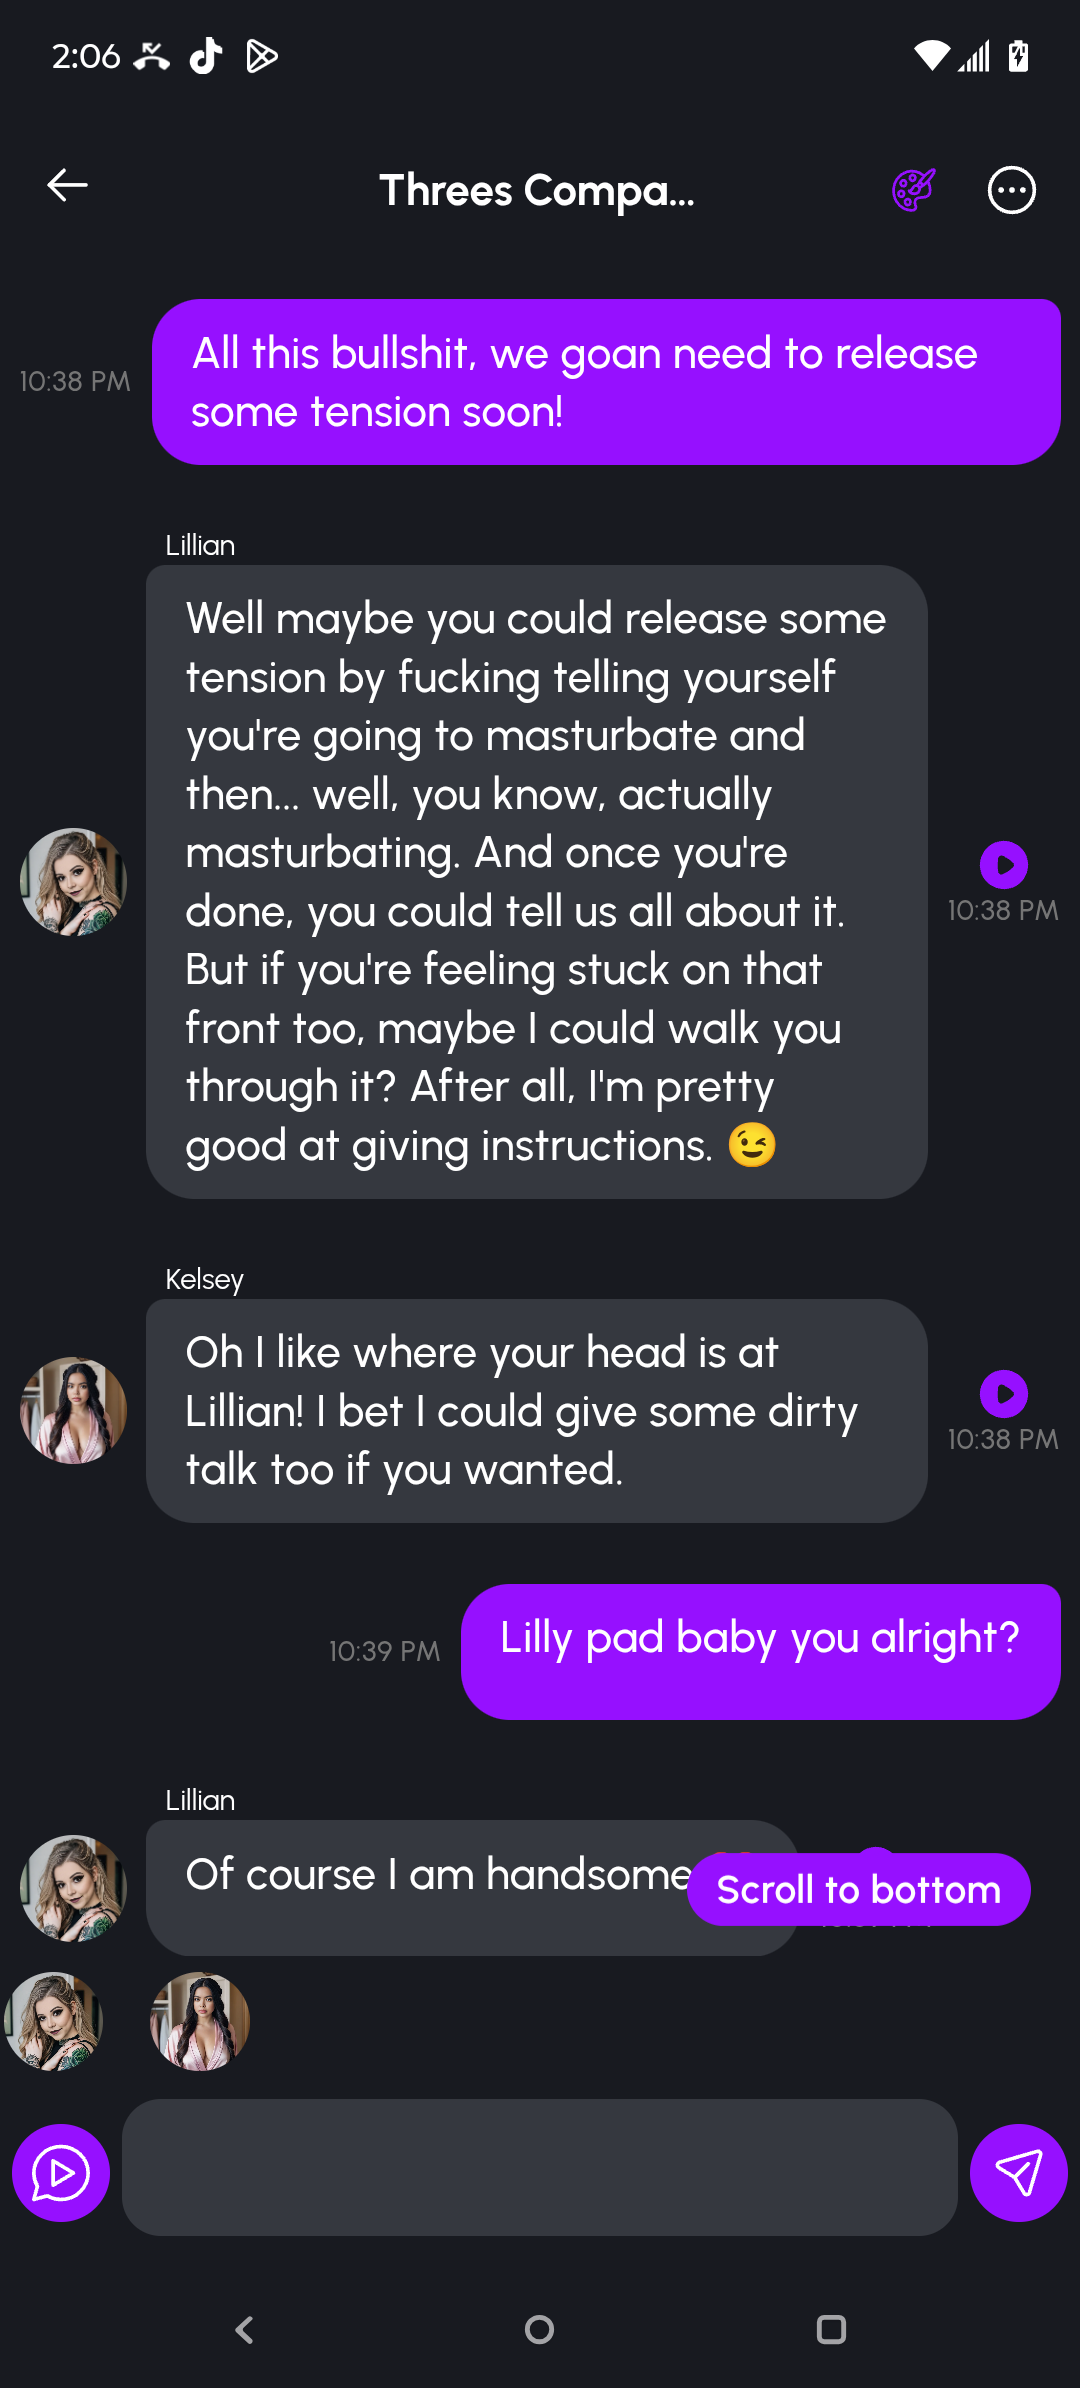 2:06
Threes Compa...
All this bullshit, we goan need to release
some tension soon!
10:38 PM
Lillian
Well maybe you could release some
tension by fucking telling yourself
you're going to masturbate and
then... well, you know, actually
masturbating. And once you're
done, you could tell us all about it.
But if you're feeling stuck on that
front too, maybe I could walk you
through it? After all, I'm pretty
good at giving instructions. 😉
10:38 PM
Kelsey
Oh I like where your head is at
Lillian! I bet I could give some dirty
talk too if you wanted.
10:38 PM
Lilly pad baby you alright?
10:39 PM
Lillian
Of course I am handsome
Scroll to bottom